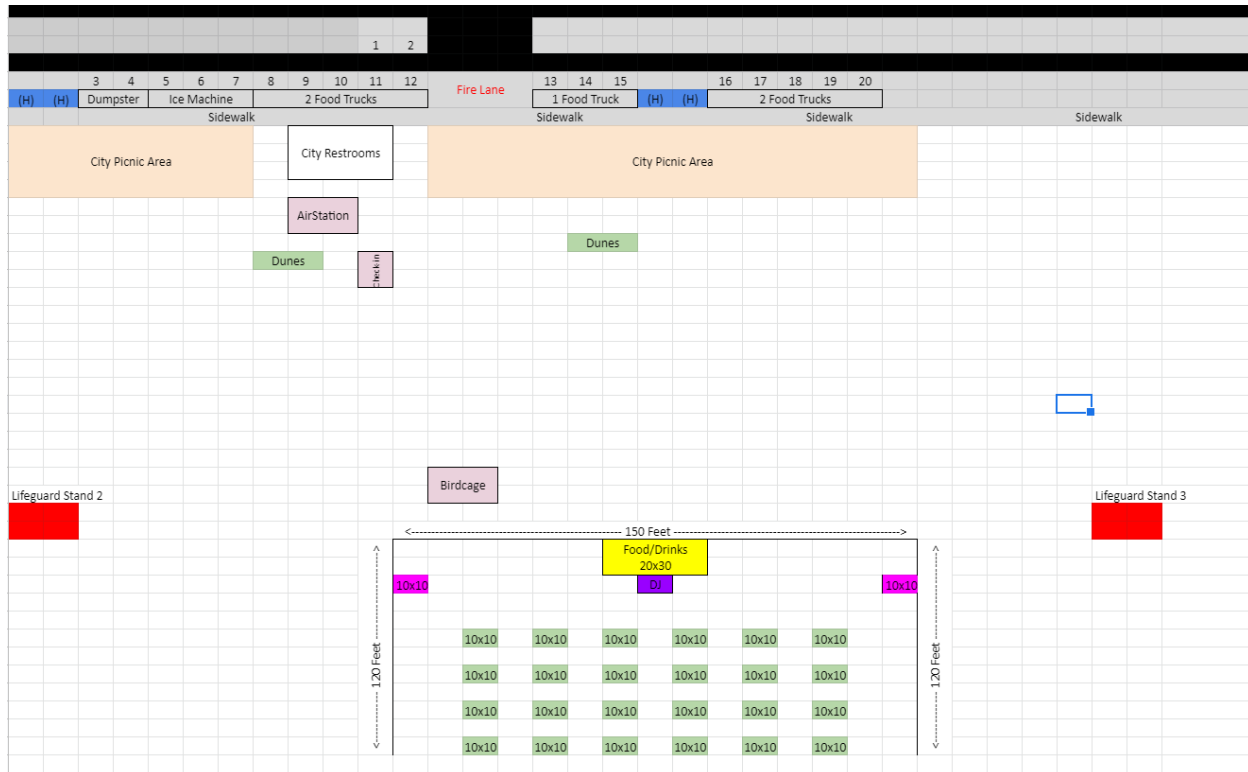 1 2
3 4 5 6 7 8 9 10 11 12 13 14 15 16 17 18 19 20
Fire Lane
(H) (H) Dumpster Ice Machine 2 Food Trucks 1 Food Truck (H) (H) 2 Food Trucks
Sidewalk Sidewalk Sidewalk Sidewalk
City Picnic Area City Restrooms City Picnic Area
AirStation
Dunes
Dunes Check-in
Birdcage
Lifeguard Stand 2 Lifeguard Stand 3
<------------------------------------------------ 150 Feet ---------------------------------------------------->
Food/Drinks
20x30
10x10 DJ 10x10
<-------- 120 Feet -------->
<-------- 120 Feet -------->
10x10 10x10 10x10 10x10 10x10 10x10
10x10 10x10 10x10 10x10 10x10 10x10
10x10 10x10 10x10 10x10 10x10 10x10
10x10 10x10 10x10 10x10 10x10 10x10